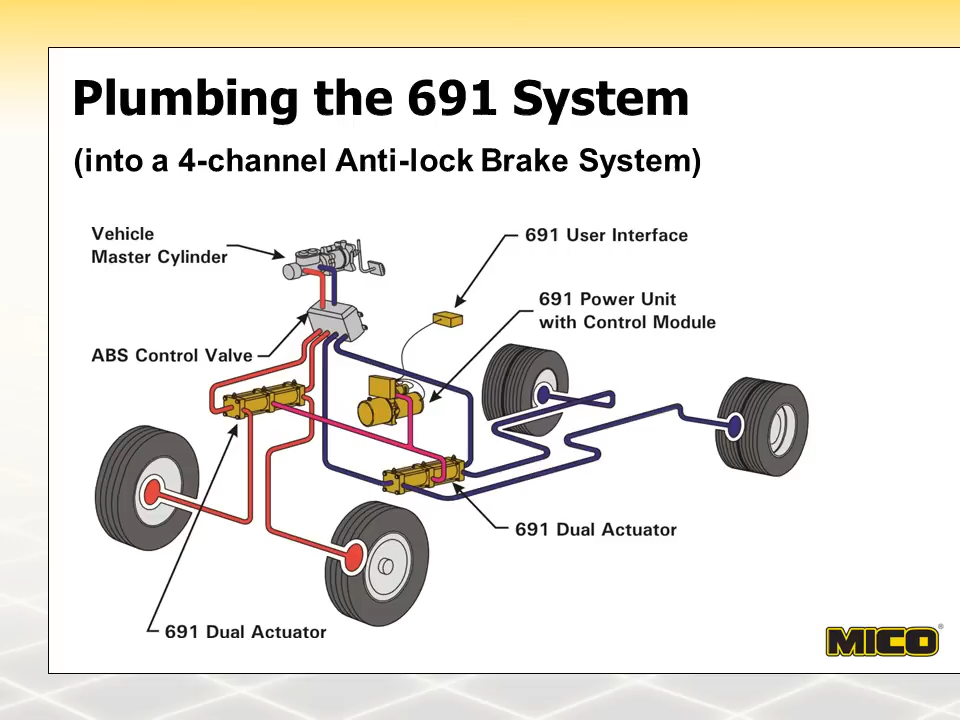 Plumbing the 691 System
(into a 4-channel Anti-lock Brake System)
Vehicle
Master Cylinder
691 User Interface
691 Power Unit
with Control Module
ABS Control Valve
691 Dual Actuator
691 Dual Actuator
MICO®